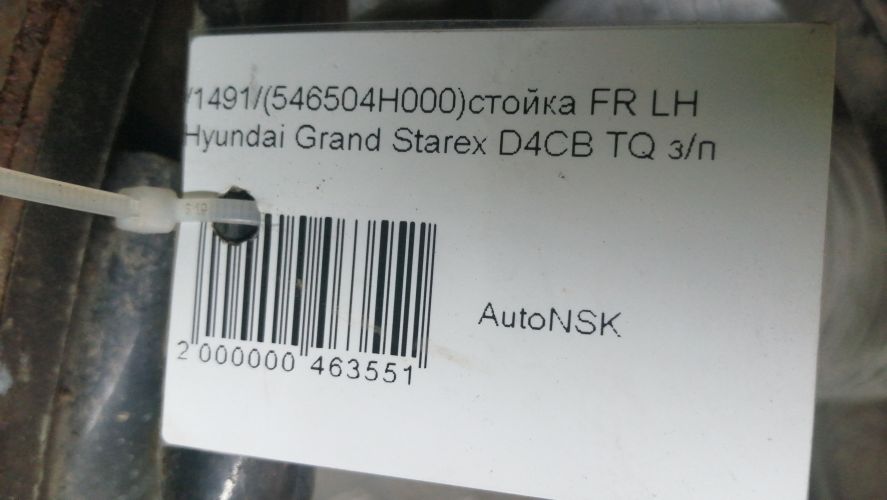 /1491/(546504H000)стойка FR LH
Hyundai Grand Starex D4CB TQ з/п
AutoNSK
2 000000 463551